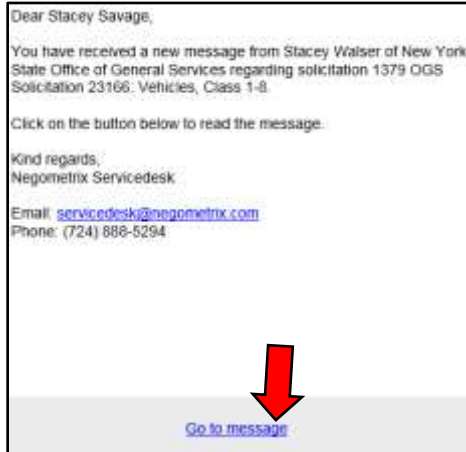 Dear Stacey Savage,
You have received a new message from Stacey Walser of New York
State Office of General Services regarding solicitation 1379 OGS
Solicitation 23166: Vehicles, Class 1-8.
Click on the button below to read the message.
Kind regards,
Negometrix Servicedesk
Email: servicedesk@negometrix.com
Phone: (724) 888-5294
Go to message